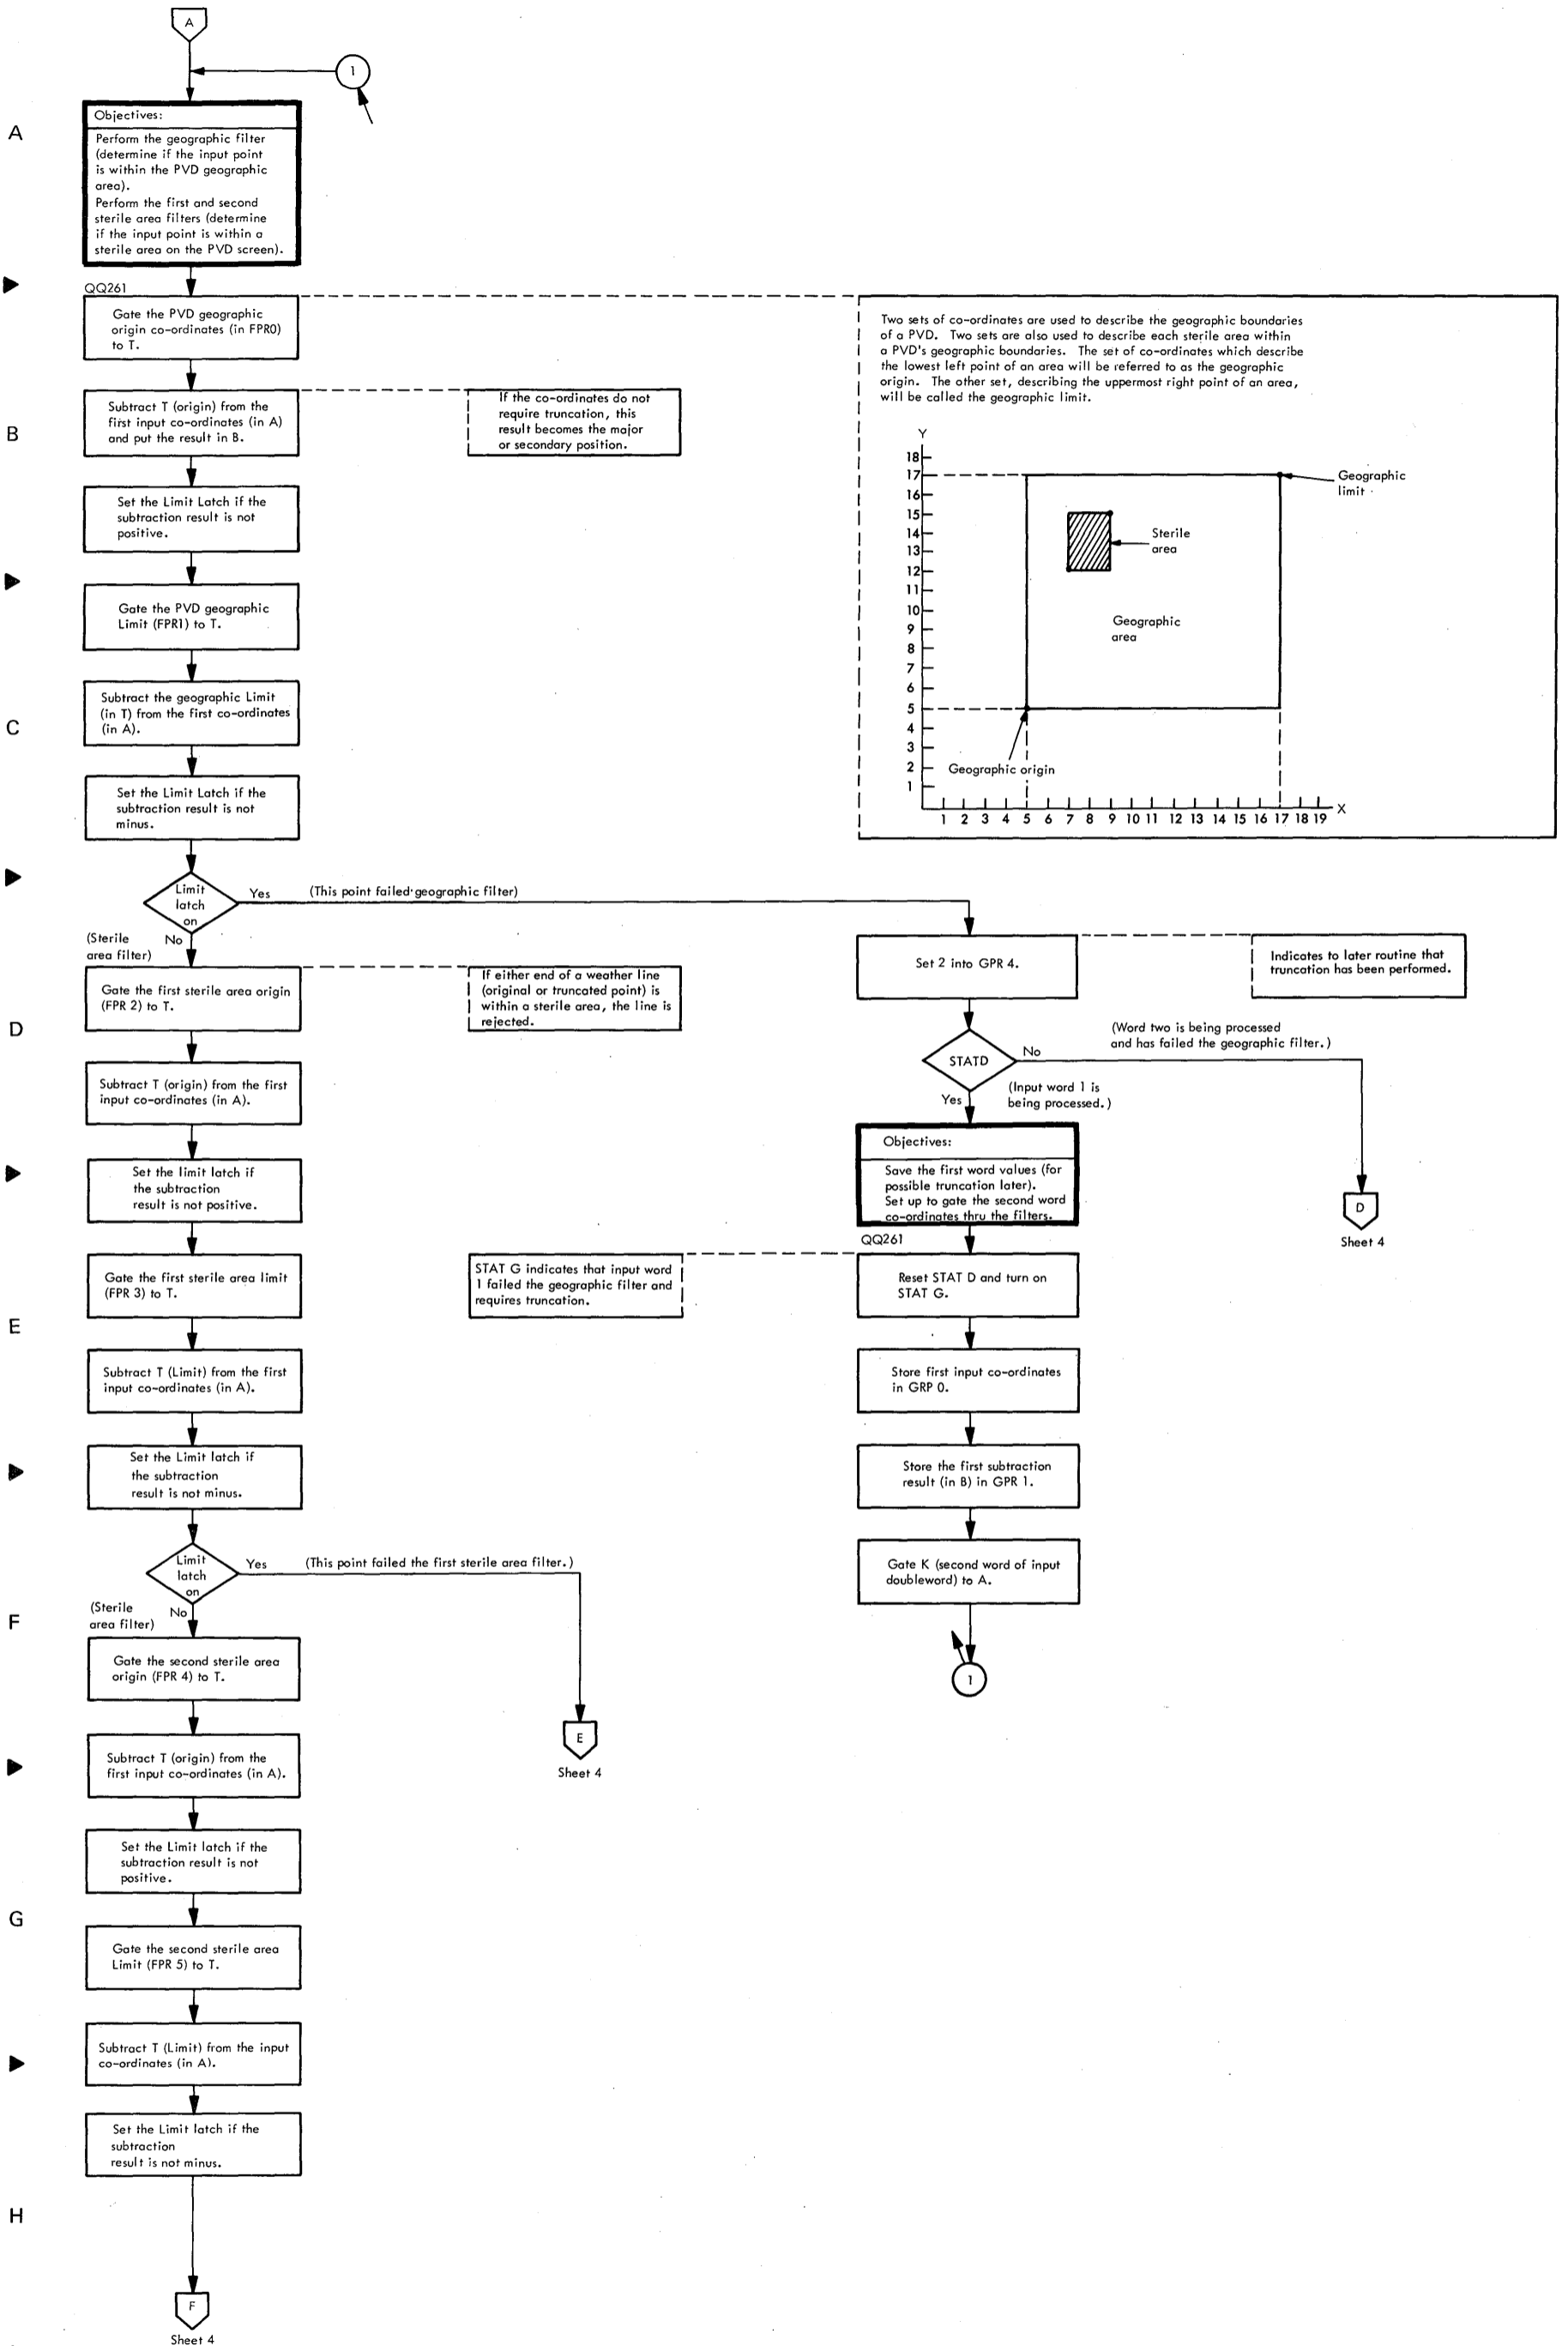 A
1
A
Objectives:
Perform the geographic filter
(determine if the input point
is within the PVD geographic
area).
Perform the first and second
sterile area filters (determine
if the input point is within a
sterile area on the PVD screen).
QQ261
Gate the PVD geographic
origin co-ordinates (in FPR0)
to T.
B
Subtract T (origin) from the
first input co-ordinates (in A)
and put the result in B.
If the co-ordinates do not
require truncation, this
result becomes the major
or secondary position.
Set the Limit Latch if the
subtraction result is not
positive.
Gate the PVD geographic
Limit (FPR1) to T.
C
Subtract the geographic Limit
(in T) from the first co-ordinates
(in A).
Set the Limit Latch if the
subtraction result is not
minus.
Two sets of co-ordinates are used to describe the geographic boundaries
of a PVD. Two sets are also used to describe each sterile area within
a PVD's geographic boundaries. The set of co-ordinates which describe
the lowest left point of an area will be referred to as the geographic
origin. The other set, describing the uppermost right point of an area,
will be called the geographic limit.
Y
18
17
16
15
14
13
12
11
10
9
8
7
6
5
4
3
2
1
Geographic
limit
Sterile
area
Geographic
area
Geographic origin
X
1 2 3 4 5 6 7 8 9 10 11 12 13 14 15 16 17 18 19
Limit
latch
on
Yes
(This point failed geographic filter)
No
(Sterile
area filter)
D
Gate the first sterile area origin
(FPR 2) to T.
If either end of a weather line
(original or truncated point) is
within a sterile area, the line is
rejected.
Subtract T (origin) from the first
input co-ordinates (in A).
Set the limit latch if
the subtraction
result is not positive.
Gate the first sterile area limit
(FPR 3) to T.
E
Subtract T (Limit) from the first
input co-ordinates (in A).
Set the Limit latch if
the subtraction
result is not minus.
Limit
latch
on
Yes
(This point failed the first sterile area filter.)
No
(Sterile
area filter)
E
Sheet 4
F
Gate the second sterile area
origin (FPR 4) to T.
Subtract T (origin) from the
first input co-ordinates (in A).
Set the Limit latch if the
subtraction result is not
positive.
G
Gate the second sterile area
Limit (FPR 5) to T.
Subtract T (Limit) from the input
co-ordinates (in A).
Set the Limit latch if the
subtraction
result is not minus.
H
F
Sheet 4
Set 2 into GPR 4.
Indicates to later routine that
truncation has been performed.
STATD
No
(Word two is being processed
and has failed the geographic filter.)
D
Sheet 4
Yes
(Input word 1 is
being processed.)
Objectives:
Save the first word values (for
possible truncation later).
Set up to gate the second word
co-ordinates thru the filters.
QQ261
Reset STAT D and turn on
STAT G.
STAT G indicates that input word
1 failed the geographic filter and
requires truncation.
Store first input co-ordinates
in GRP 0.
Store the first subtraction
result (in B) in GPR 1.
Gate K (second word of input
doubleword) to A.
1